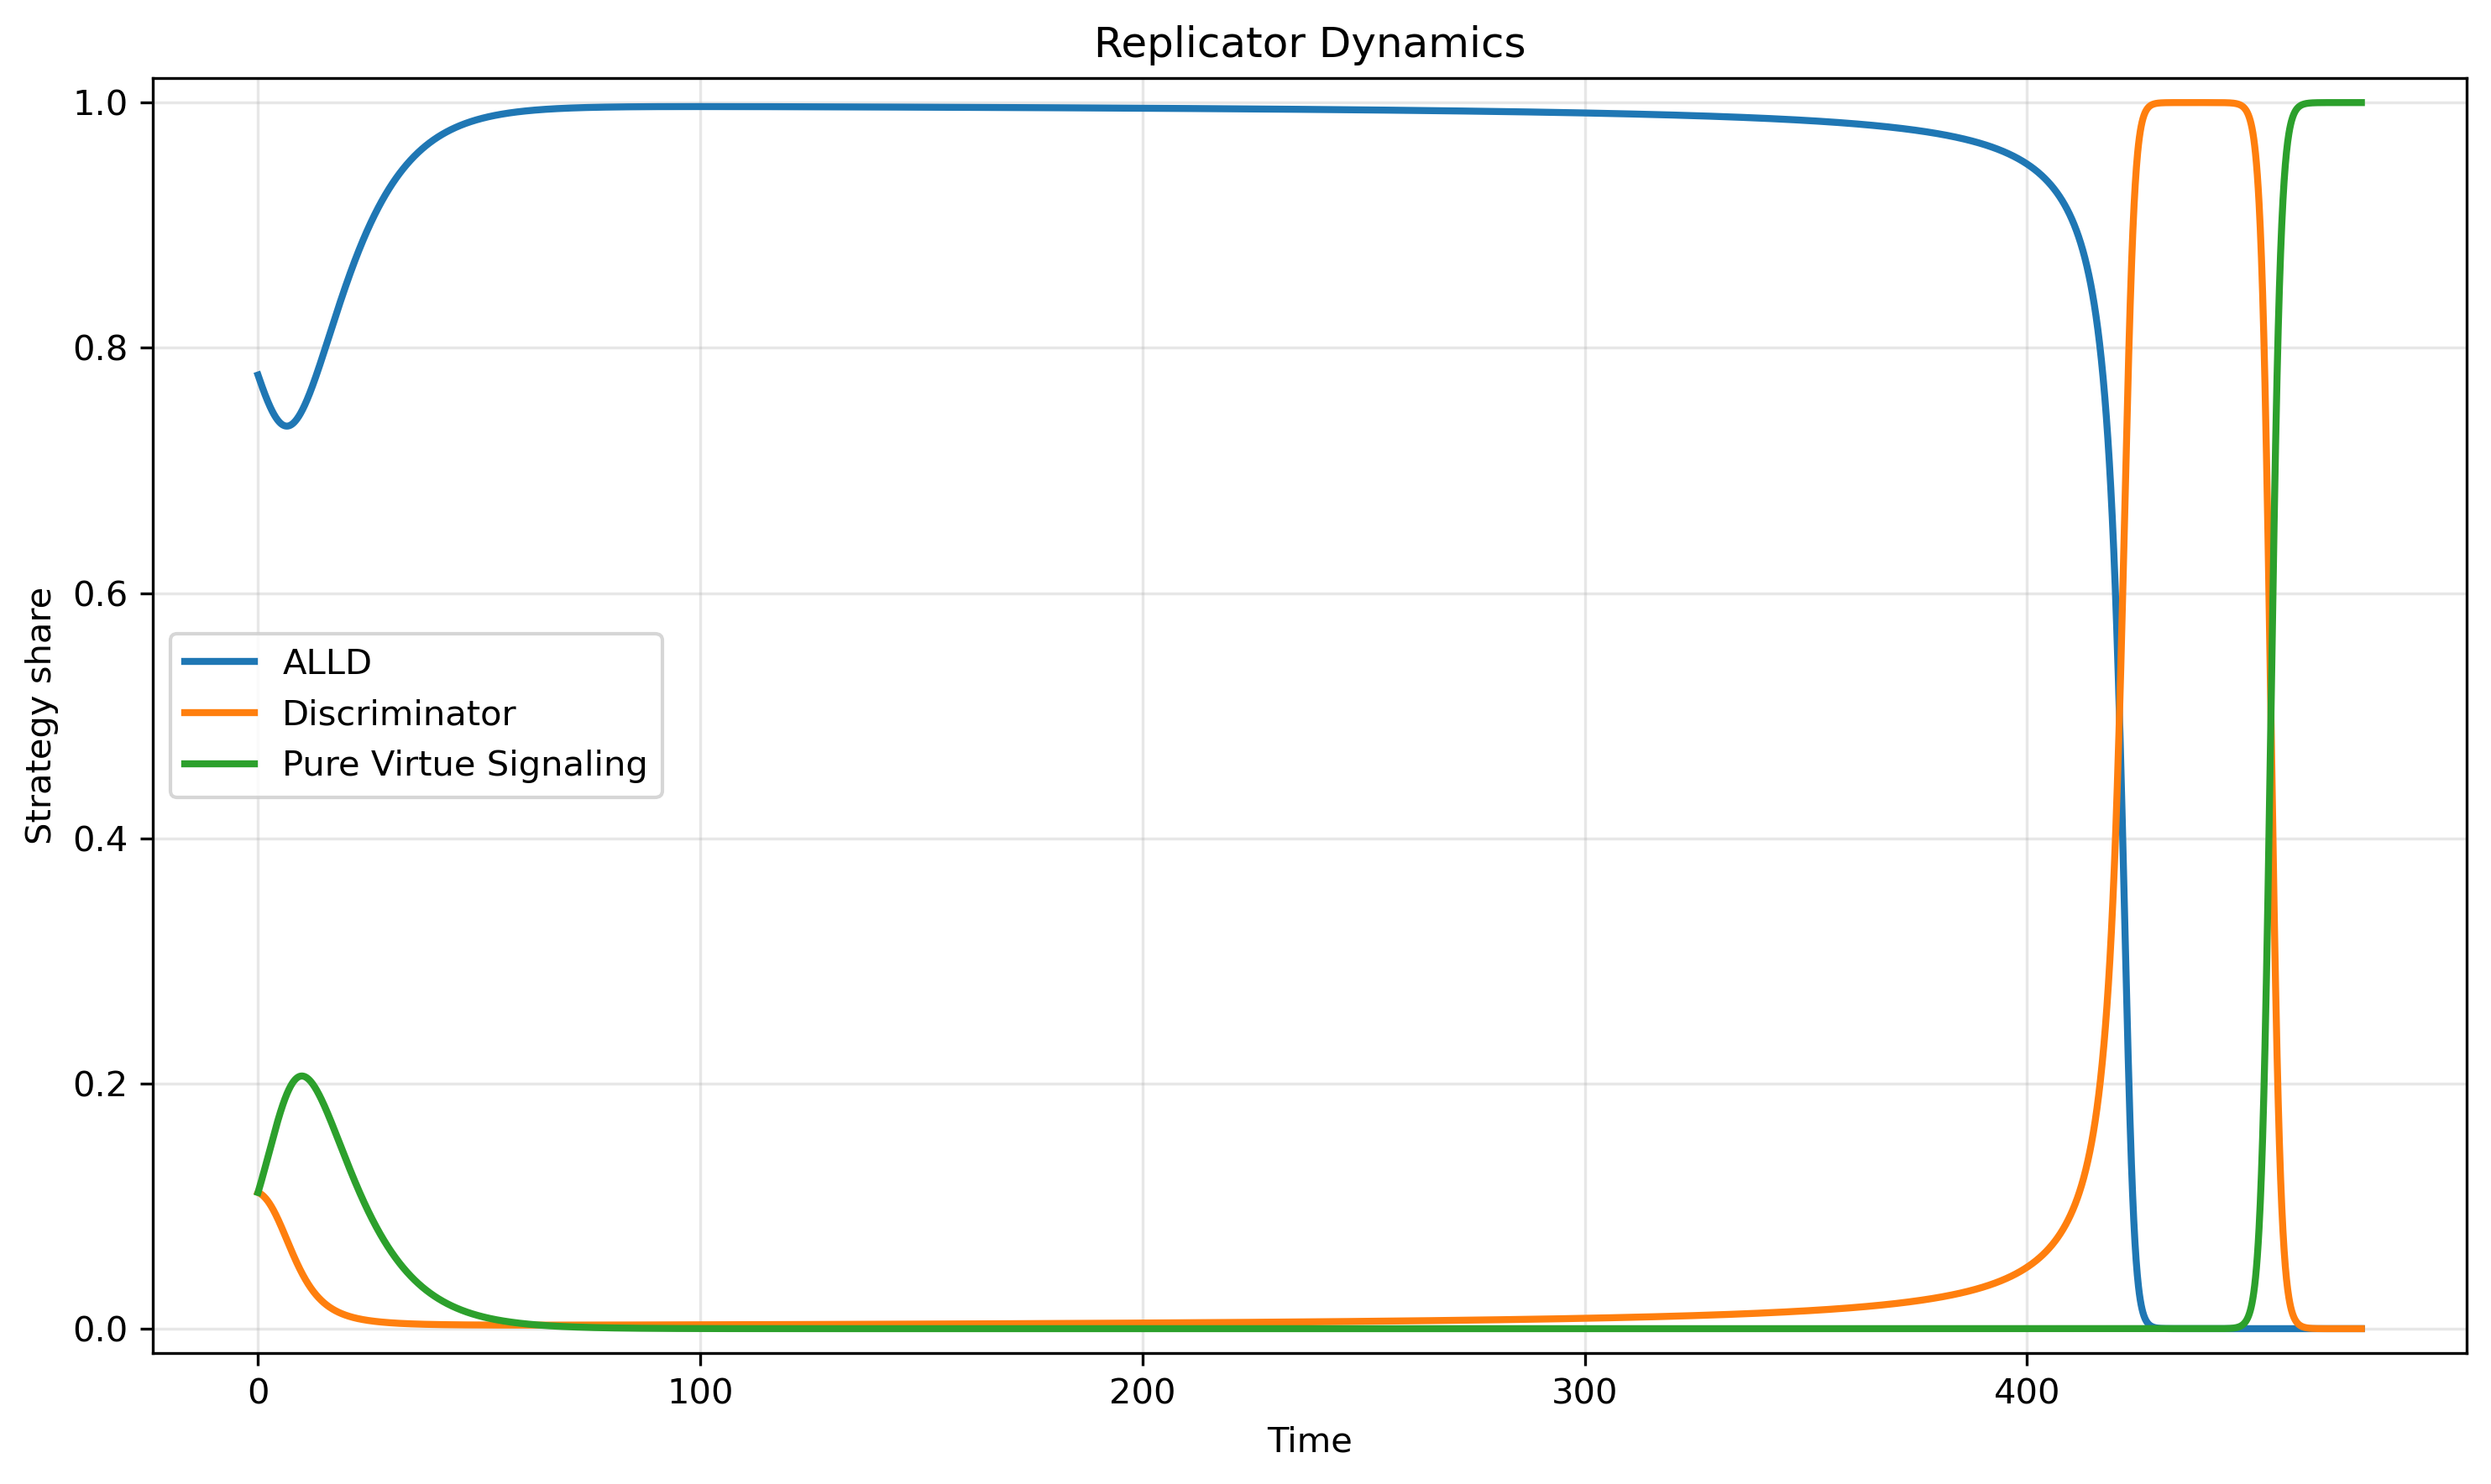 Replicator Dynamics
Strategy share
1.0
0.8
0.6
0.4
0.2
0.0
ALLD
Discriminator
Pure Virtue Signaling
0
100
200
300
400
Time